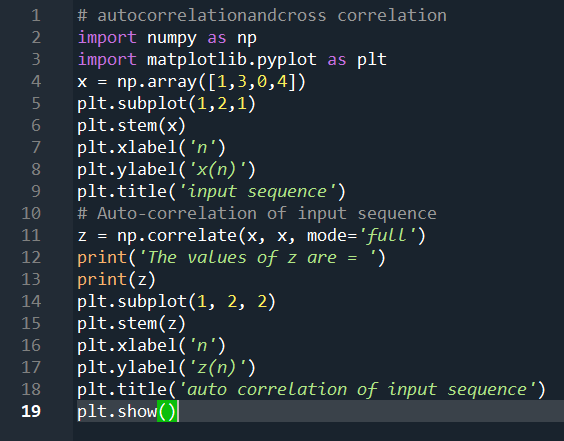 1 # autocorrelationandcross correlation
2 import numpy as np
3 import matplotlib.pyplot as plt
4 x = np.array([1,3,0,4])
5 plt.subplot(1,2,1)
6 plt.stem(x)
7 plt.xlabel('n')
8 plt.ylabel('x(n)')
9 plt.title('input sequence')
10 # Auto-correlation of input sequence
11 z = np.correlate(x, x, mode='full')
12 print('The values of z are = ')
13 print(z)
14 plt.subplot(1, 2, 2)
15 plt.stem(z)
16 plt.xlabel('n')
17 plt.ylabel('z(n)')
18 plt.title('auto correlation of input sequence')
19 plt.show()